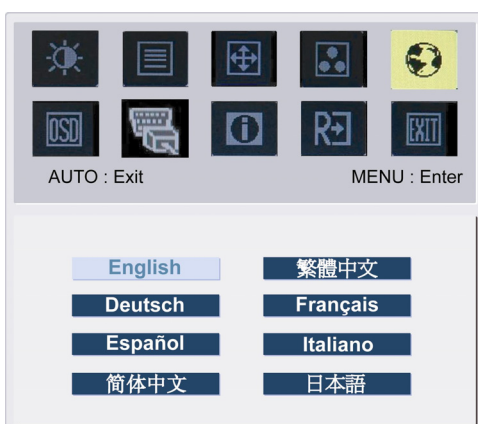 OSD
R
EXIT
AUTO : Exit MENU : Enter
English 繁體中文
Deutsch Français
Español Italiano
简体中文 日本語